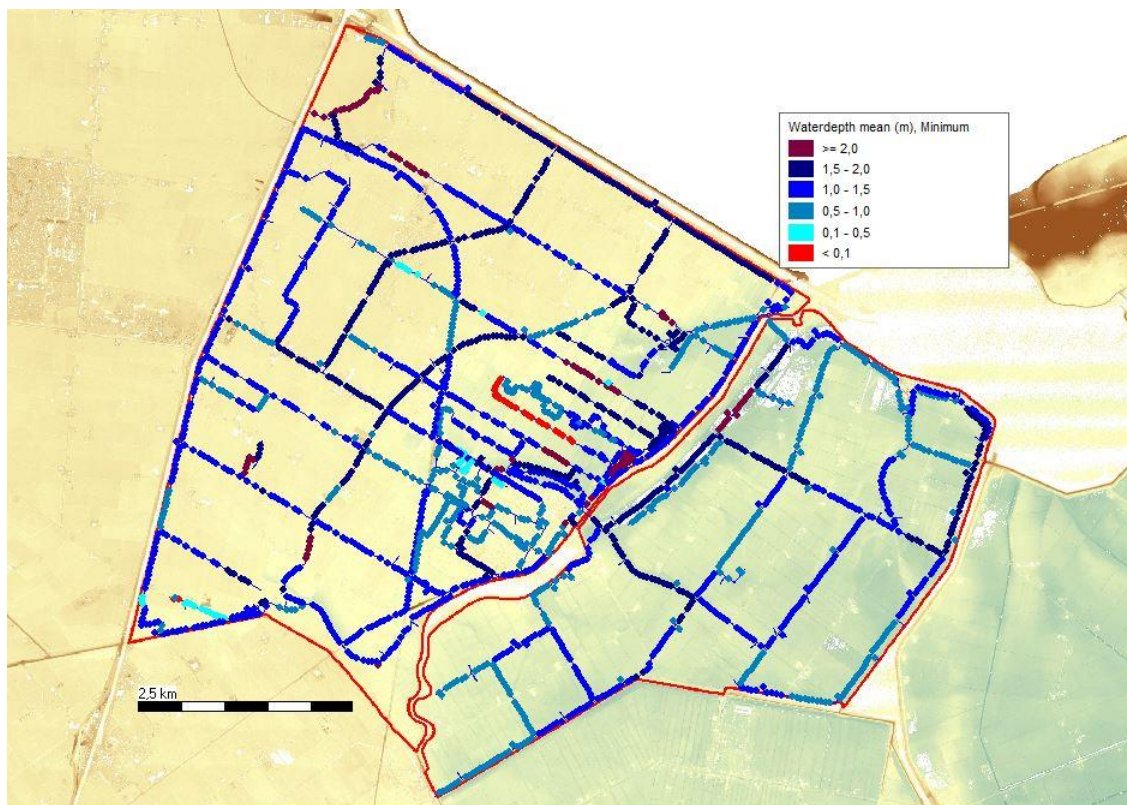 Waterdepth mean (m), Minimum
>= 2,0
1,5 - 2,0
1,0 - 1,5
0,5 - 1,0
0,1 - 0,5
< 0,1
2,5 km